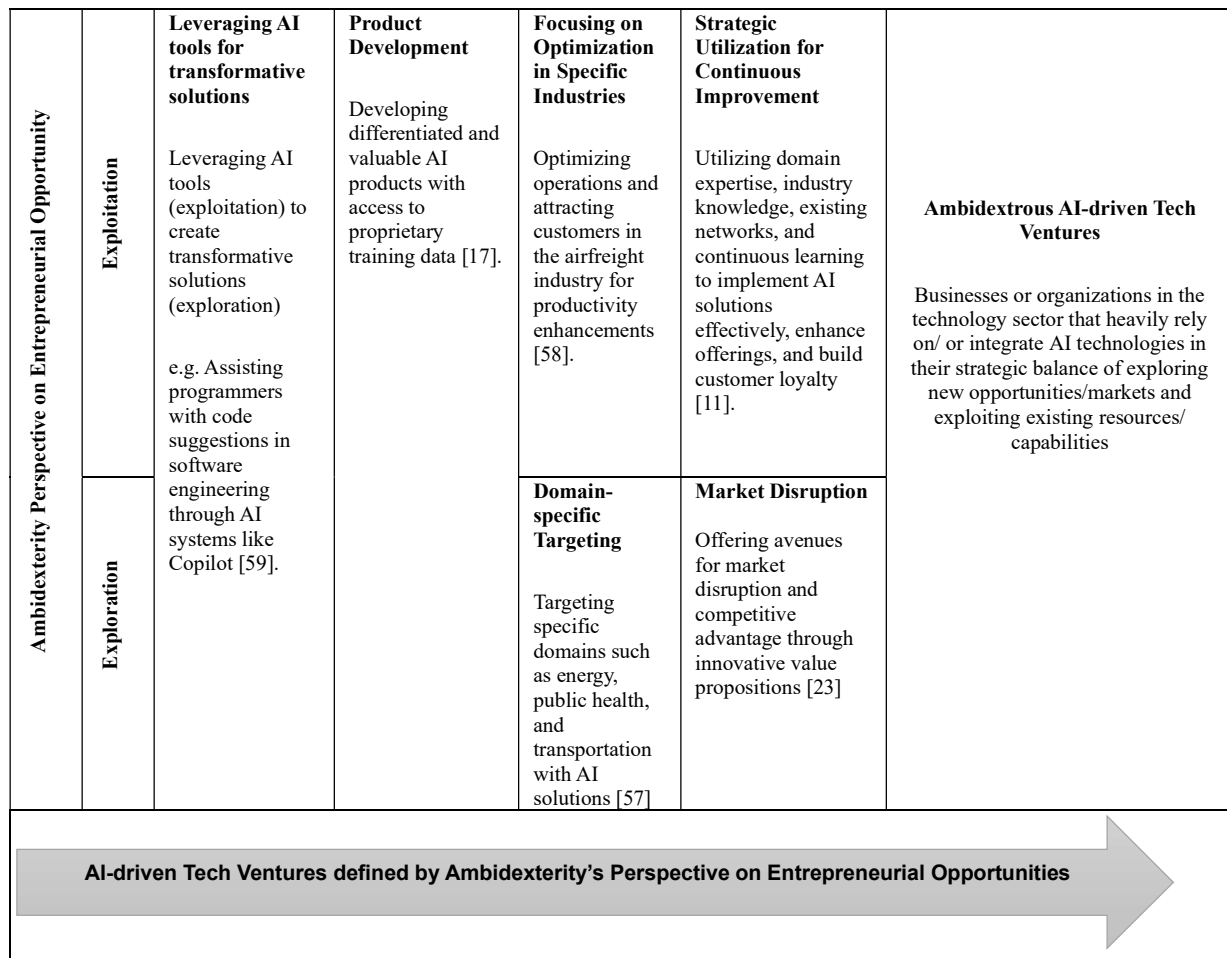 Ambidexterity Perspective on Entrepreneurial Opportunity
Exploitation
Leveraging AI
tools for
transformative
solutions
Leveraging AI
tools
(exploitation) to
create
transformative
solutions
(exploration)
e.g. Assisting
programmers
with code
suggestions in
software
engineering
through AI
systems like
Copilot [59].
Product
Development
Developing
differentiated and
valuable AI
products with
access to
proprietary
training data [17].
Focusing on
Optimization
in Specific
Industries
Optimizing
operations and
attracting
customers in
the airfreight
industry for
productivity
enhancements
[58].
Strategic
Utilization for
Continuous
Improvement
Utilizing domain
expertise, industry
knowledge, existing
networks, and
continuous learning
to implement AI
solutions
effectively, enhance
offerings, and build
customer loyalty
[11].
Ambidextrous AI-driven Tech
Ventures
Businesses or organizations in the
technology sector that heavily rely
on/ or integrate AI technologies in
their strategic balance of exploring
new opportunities/markets and
exploiting existing resources/
capabilities
Exploration
Domain-
specific
Targeting
Targeting
specific
domains such
as energy,
public health,
and
transportation
with AI
solutions [57]
Market Disruption
Offering avenues
for market
disruption and
competitive
advantage through
innovative value
propositions [23]
AI-driven Tech Ventures defined by Ambidexterity's Perspective on Entrepreneurial Opportunities